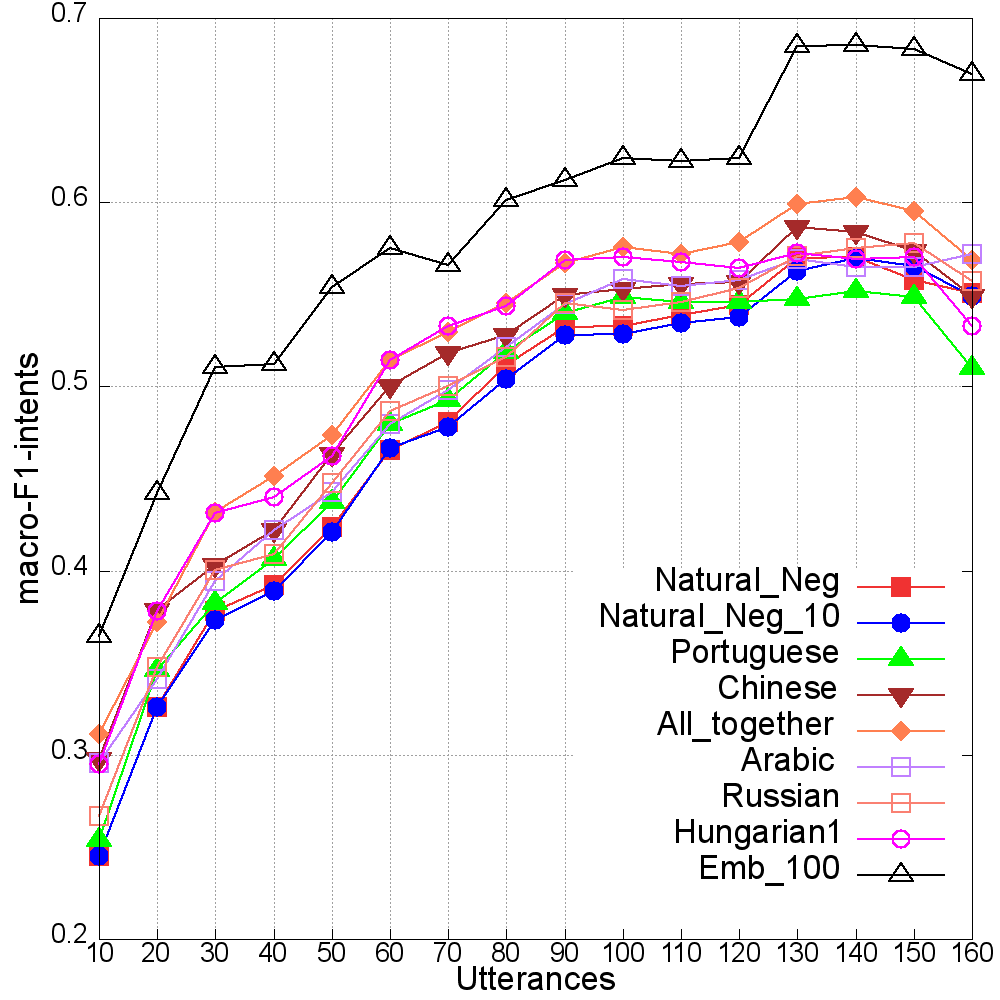 0.7
0.6
0.5
0.4
0.3
0.2
macro-F1-intents
Natural_Neg
Natural_Neg_10
Portuguese
Chinese
All_together
Arabic
Russian
Hungarian1
Emb_100
10 20 30 40 50 60 70 80 90 100 110 120 130 140 150 160
Utterances